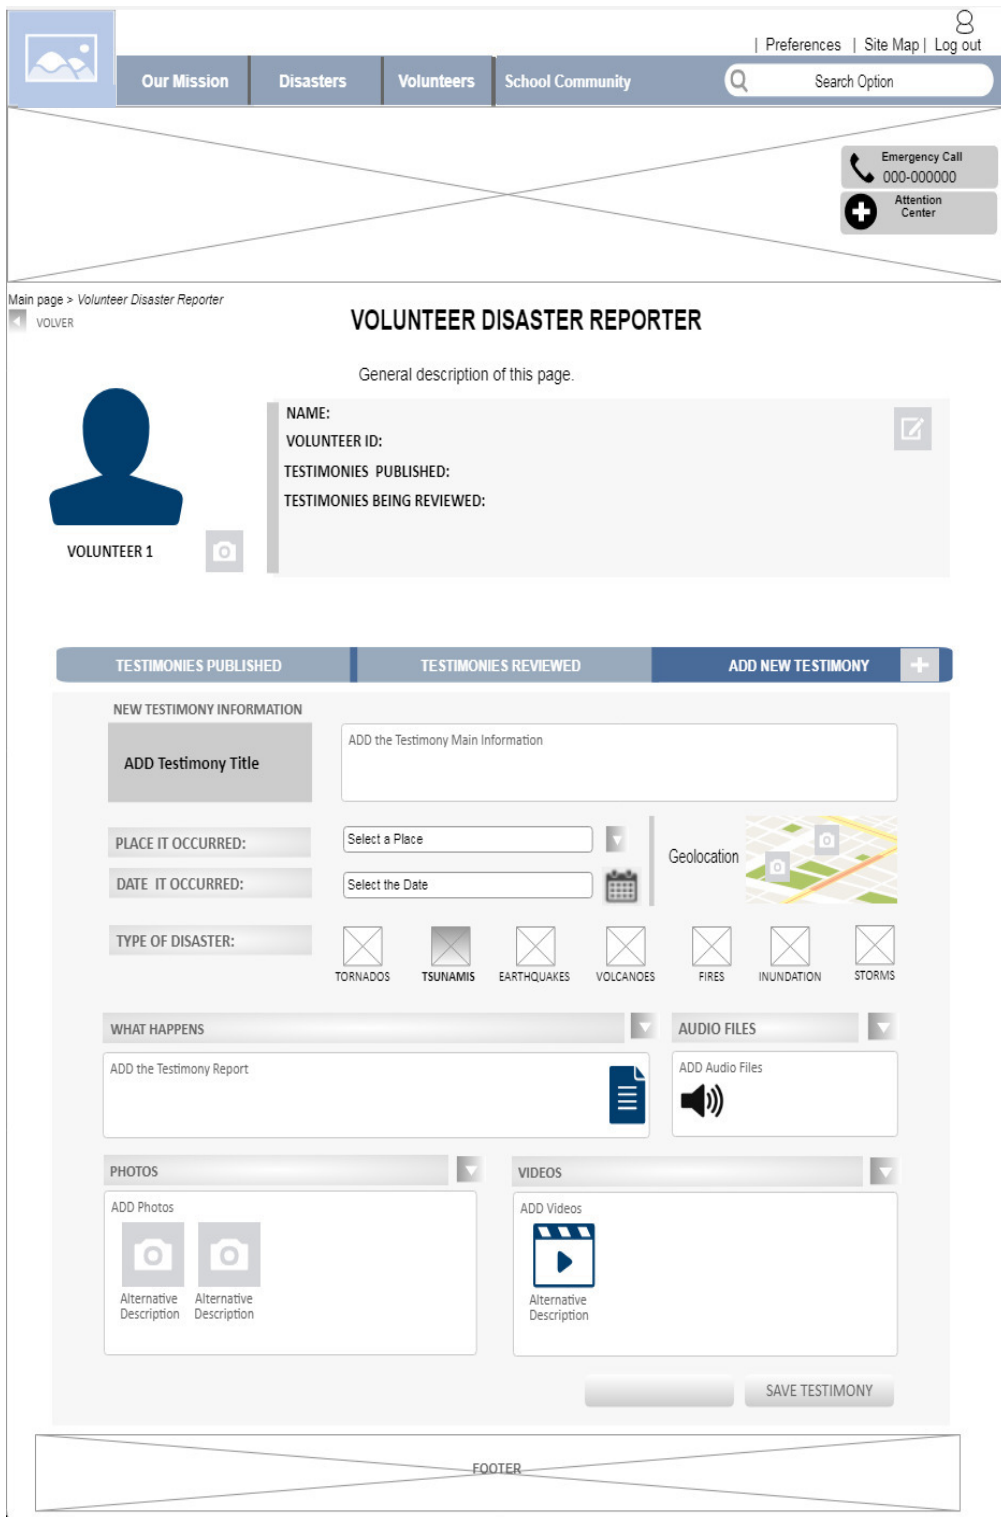 | Preferences | Site Map | Log out
Our Mission
Disasters
Volunteers
School Community
Search Option
Emergency Call
000-000000
Attention
Center
Main page > Volunteer Disaster Reporter
VOLVER
VOLUNTEER DISASTER REPORTER
General description of this page.
VOLUNTEER 1
NAME:
VOLUNTEER ID:
TESTIMONIES PUBLISHED:
TESTIMONIES BEING REVIEWED:
TESTIMONIES PUBLISHED
TESTIMONIES REVIEWED
ADD NEW TESTIMONY
NEW TESTIMONY INFORMATION
ADD Testimony Title
ADD the Testimony Main Information
PLACE IT OCCURRED:
Select a Place
DATE IT OCCURRED:
Select the Date
Geolocation
TYPE OF DISASTER:
TORNADOS
TSUNAMIS
EARTHQUAKES
VOLCANOES
FIRES
INUNDATION
STORMS
WHAT HAPPENS
ADD the Testimony Report
AUDIO FILES
ADD Audio Files
PHOTOS
ADD Photos
Alternative
Description
Alternative
Description
VIDEOS
ADD Videos
Alternative
Description
SAVE TESTIMONY
FOOTER